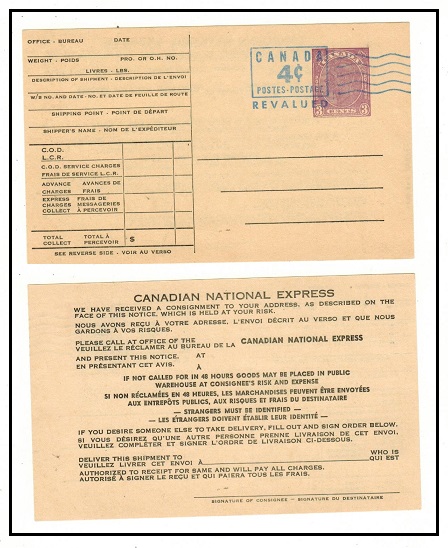 OFFICE - BUREAU DATE
WEIGHT - POIDS PRO. OR O.H. NO.
LIVRES - LBS.
DESCRIPTION OF SHIPMENT - DESCRIPTION DE L'ENVOI
W/B NO. AND DATE - NO. ET DATE DE FEUILLE DE ROUTE
SHIPPING POINT - POINT DE DÉPART
SHIPPER'S NAME - NOM DE L'EXPÉDITEUR
C.O.D.
L.C.R.
C.O.D. SERVICE CHARGES
FRAIS DE SERVICE L.C.R.
ADVANCE AVANCES DE
CHARGES FRAIS
EXPRESS FRAIS DE
CHARGES MESSAGERIES
COLLECT À PERCEVOIR
TOTAL TOTAL À
COLLECT PERCEVOIR $
SEE REVERSE SIDE - VOIR AU VERSO
CANADA
4¢
POSTES-POSTAGE
REVALUED
CANADA
3 CENTS 3
CANADIAN NATIONAL EXPRESS
WE HAVE RECEIVED A CONSIGNMENT TO YOUR ADDRESS, AS DESCRIBED ON THE
FACE OF THIS NOTICE, WHICH IS HELD AT YOUR RISK.
NOUS AVONS REÇU À VOTRE ADRESSE, L'ENVOI DÉCRIT AU VERSO ET QUE NOUS
GARDONS À VOS RISQUES.
PLEASE CALL AT OFFICE OF THE
VEUILLEZ LE RÉCLAMER AU BUREAU DE LA CANADIAN NATIONAL EXPRESS
AND PRESENT THIS NOTICE. AT
EN PRÉSENTANT CET AVIS. À
IF NOT CALLED FOR IN 48 HOURS GOODS MAY BE PLACED IN PUBLIC
WAREHOUSE AT CONSIGNEE'S RISK AND EXPENSE
SI NON RÉCLAMÉES EN 48 HEURES, LES MARCHANDISES PEUVENT ÊTRE ENVOYÉES
AUX ENTREPÔTS PUBLICS, AUX RISQUES ET FRAIS DU DESTINATAIRE
— STRANGERS MUST BE IDENTIFIED —
— LES ÉTRANGERS DOIVENT ÉTABLIR LEUR IDENTITÉ —
IF YOU DESIRE SOMEONE ELSE TO TAKE DELIVERY, FILL OUT AND SIGN ORDER BELOW.
SI VOUS DÉSIREZ QU'UNE AUTRE PERSONNE PRENNE LIVRAISON DE CET ENVOI,
VEUILLEZ COMPLÉTER ET SIGNER L'ORDRE DE LIVRAISON CI-DESSOUS.
DELIVER THIS SHIPMENT TO WHO IS
VEUILLEZ LIVRER CET ENVOI À QUI EST
AUTHORIZED TO RECEIPT FOR SAME AND WILL PAY ALL CHARGES.
AUTORISÉ À SIGNER LE REÇU ET QUI PAIERA TOUS LES FRAIS.
SIGNATURE OF CONSIGNEE - SIGNATURE DU DESTINATAIRE